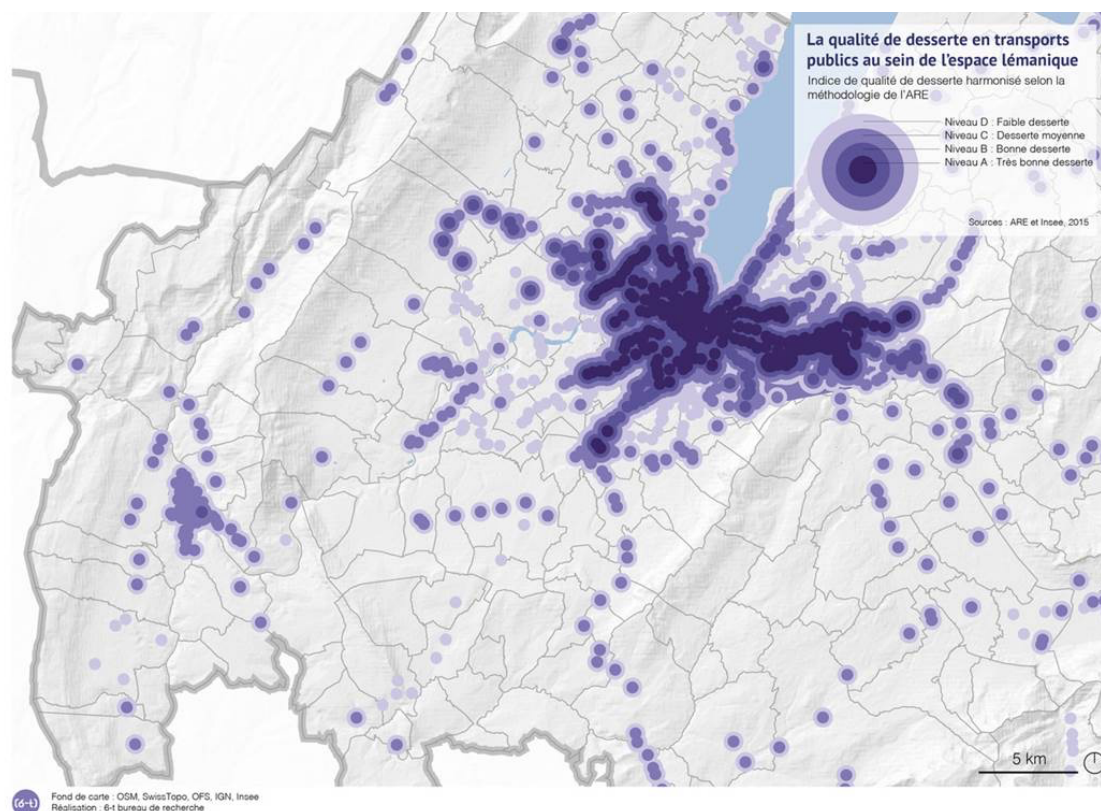 La qualité de desserte en transports
publics au sein de l'espace lémanique
Indice de qualité de desserte harmonisé selon la
méthodologie de l'ARE
Niveau D : Faible desserte
Niveau C : Desserte moyenne
Niveau B : Bonne desserte
Niveau A : Très bonne desserte
Sources : ARE et Insee, 2015
5 km
(6-t)
Fond de carte : OSM, SwissTopo, OFS, IGN, Insee
Réalisation : 6-t bureau de recherche